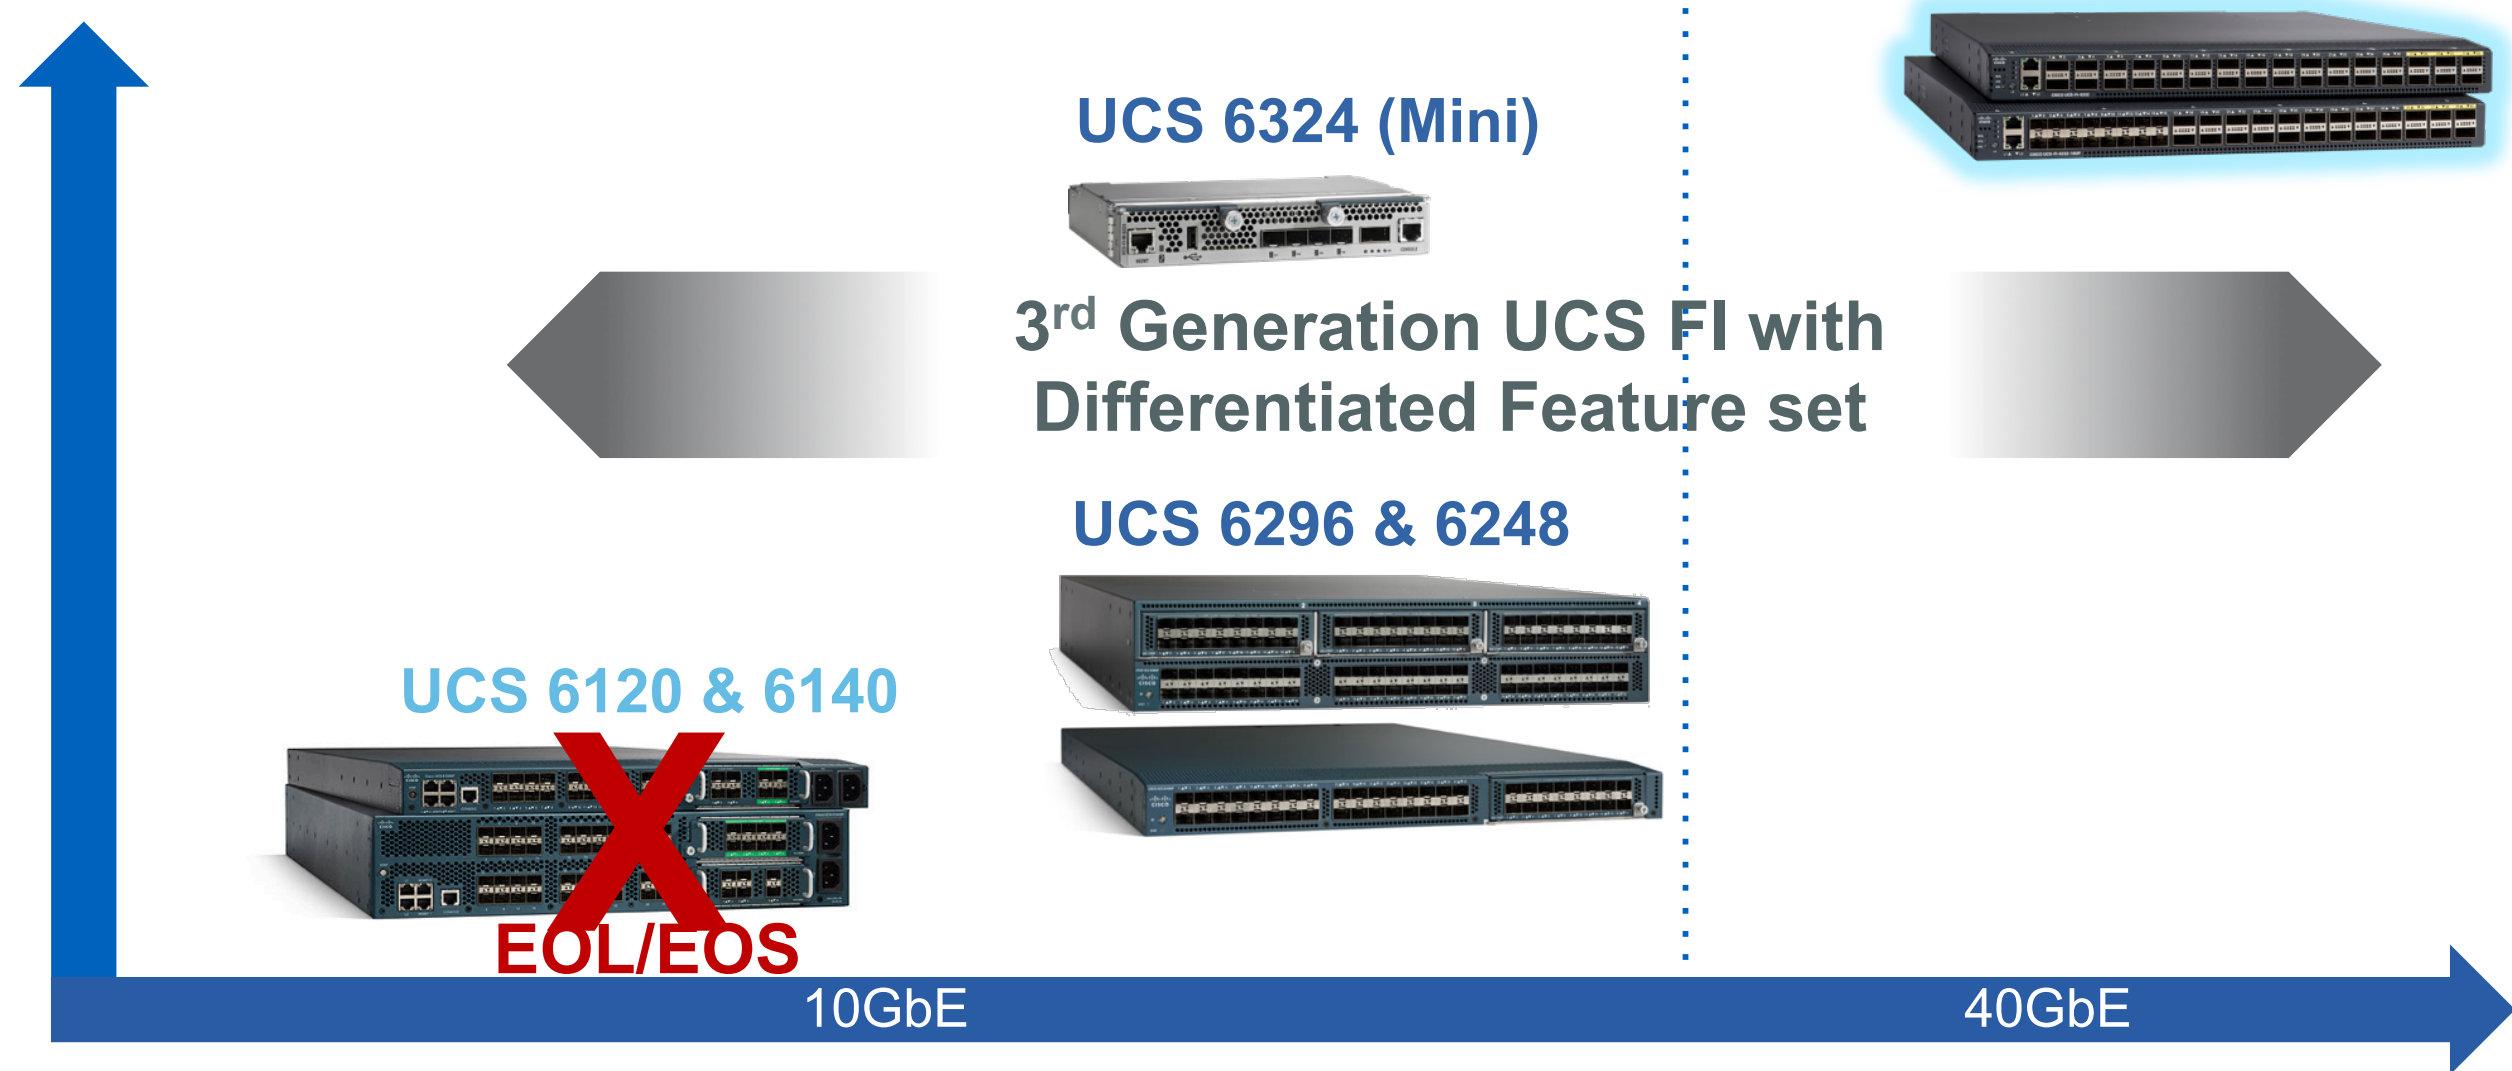 UCS 6324 (Mini)
3rd Generation UCS FI with
Differentiated Feature set
UCS 6296 & 6248
UCS 6120 & 6140
X
EOL/EOS
10GbE
40GbE